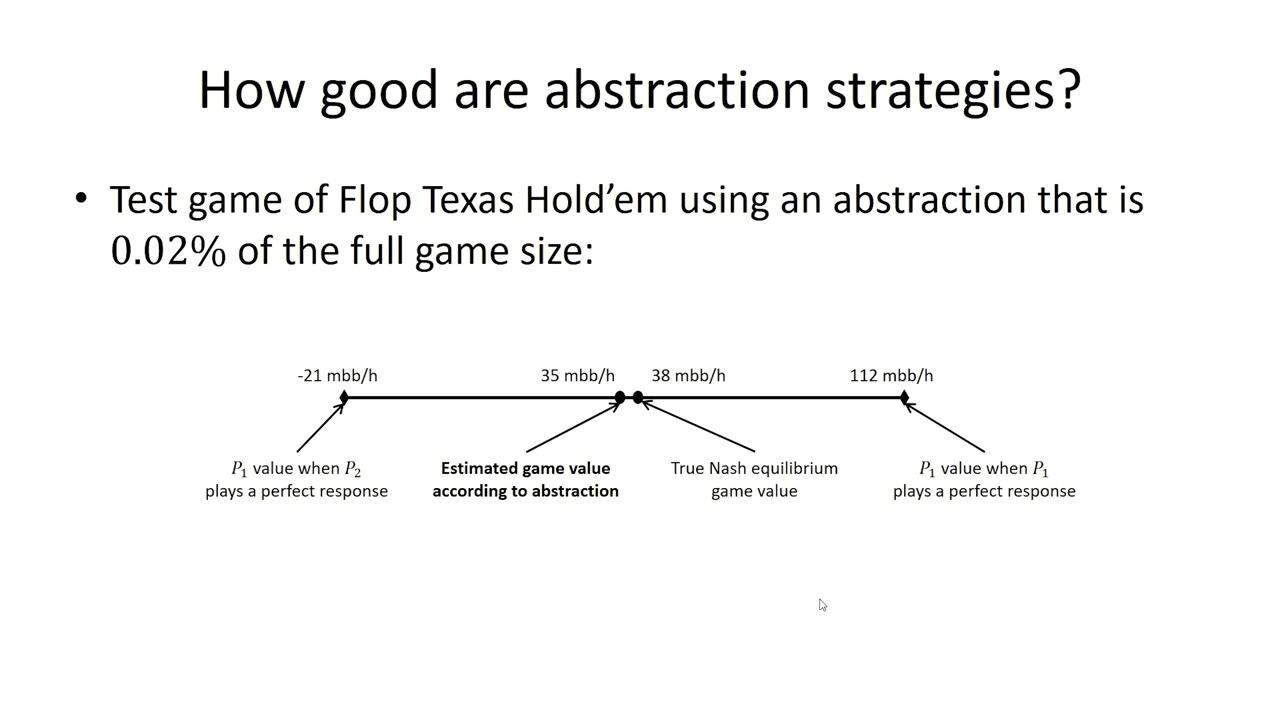 How good are abstraction strategies?
• Test game of Flop Texas Hold’em using an abstraction that is
0.02% of the full game size:
-21 mbb/h
35 mbb/h
38 mbb/h
112 mbb/h
P₁ value when P₂
plays a perfect response
Estimated game value
according to abstraction
True Nash equilibrium
game value
P₁ value when P₁
plays a perfect response